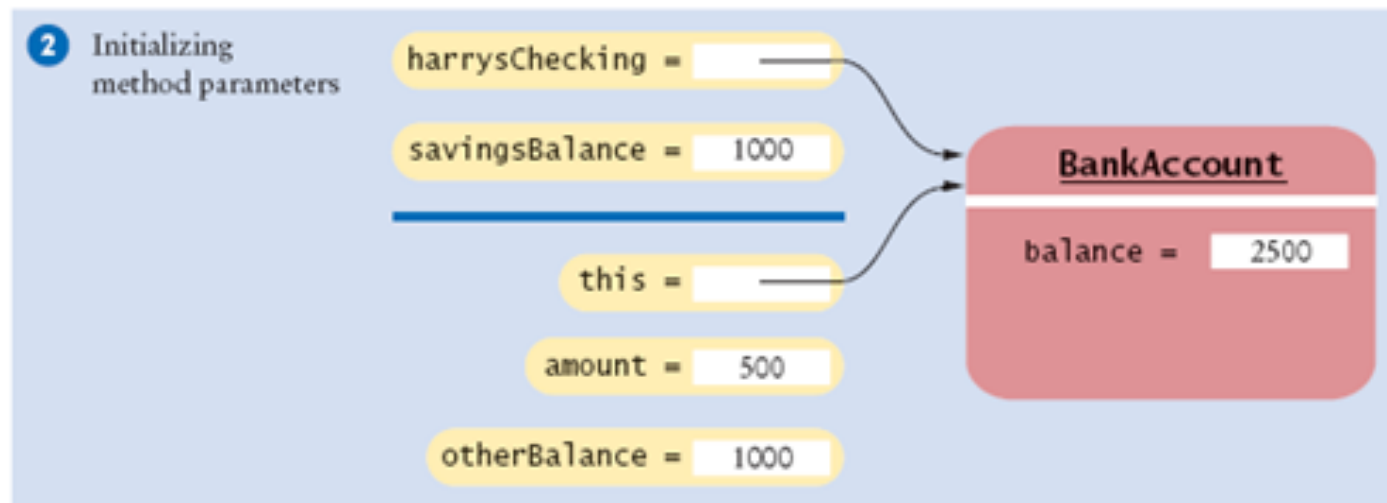 2 Initializing
method parameters
harrysChecking =
savingsBalance = 1000
BankAccount
balance = 2500
this =
amount = 500
otherBalance = 1000